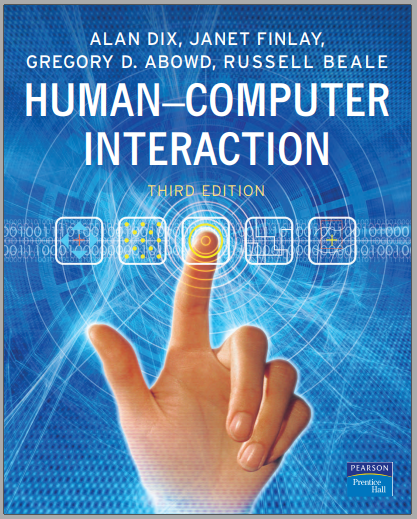 ALAN DIX, JANET FINLAY,
GREGORY D. ABOWD, RUSSELL BEALE
HUMAN–COMPUTER
INTERACTION
THIRD EDITION
PEARSON
Prentice
Hall